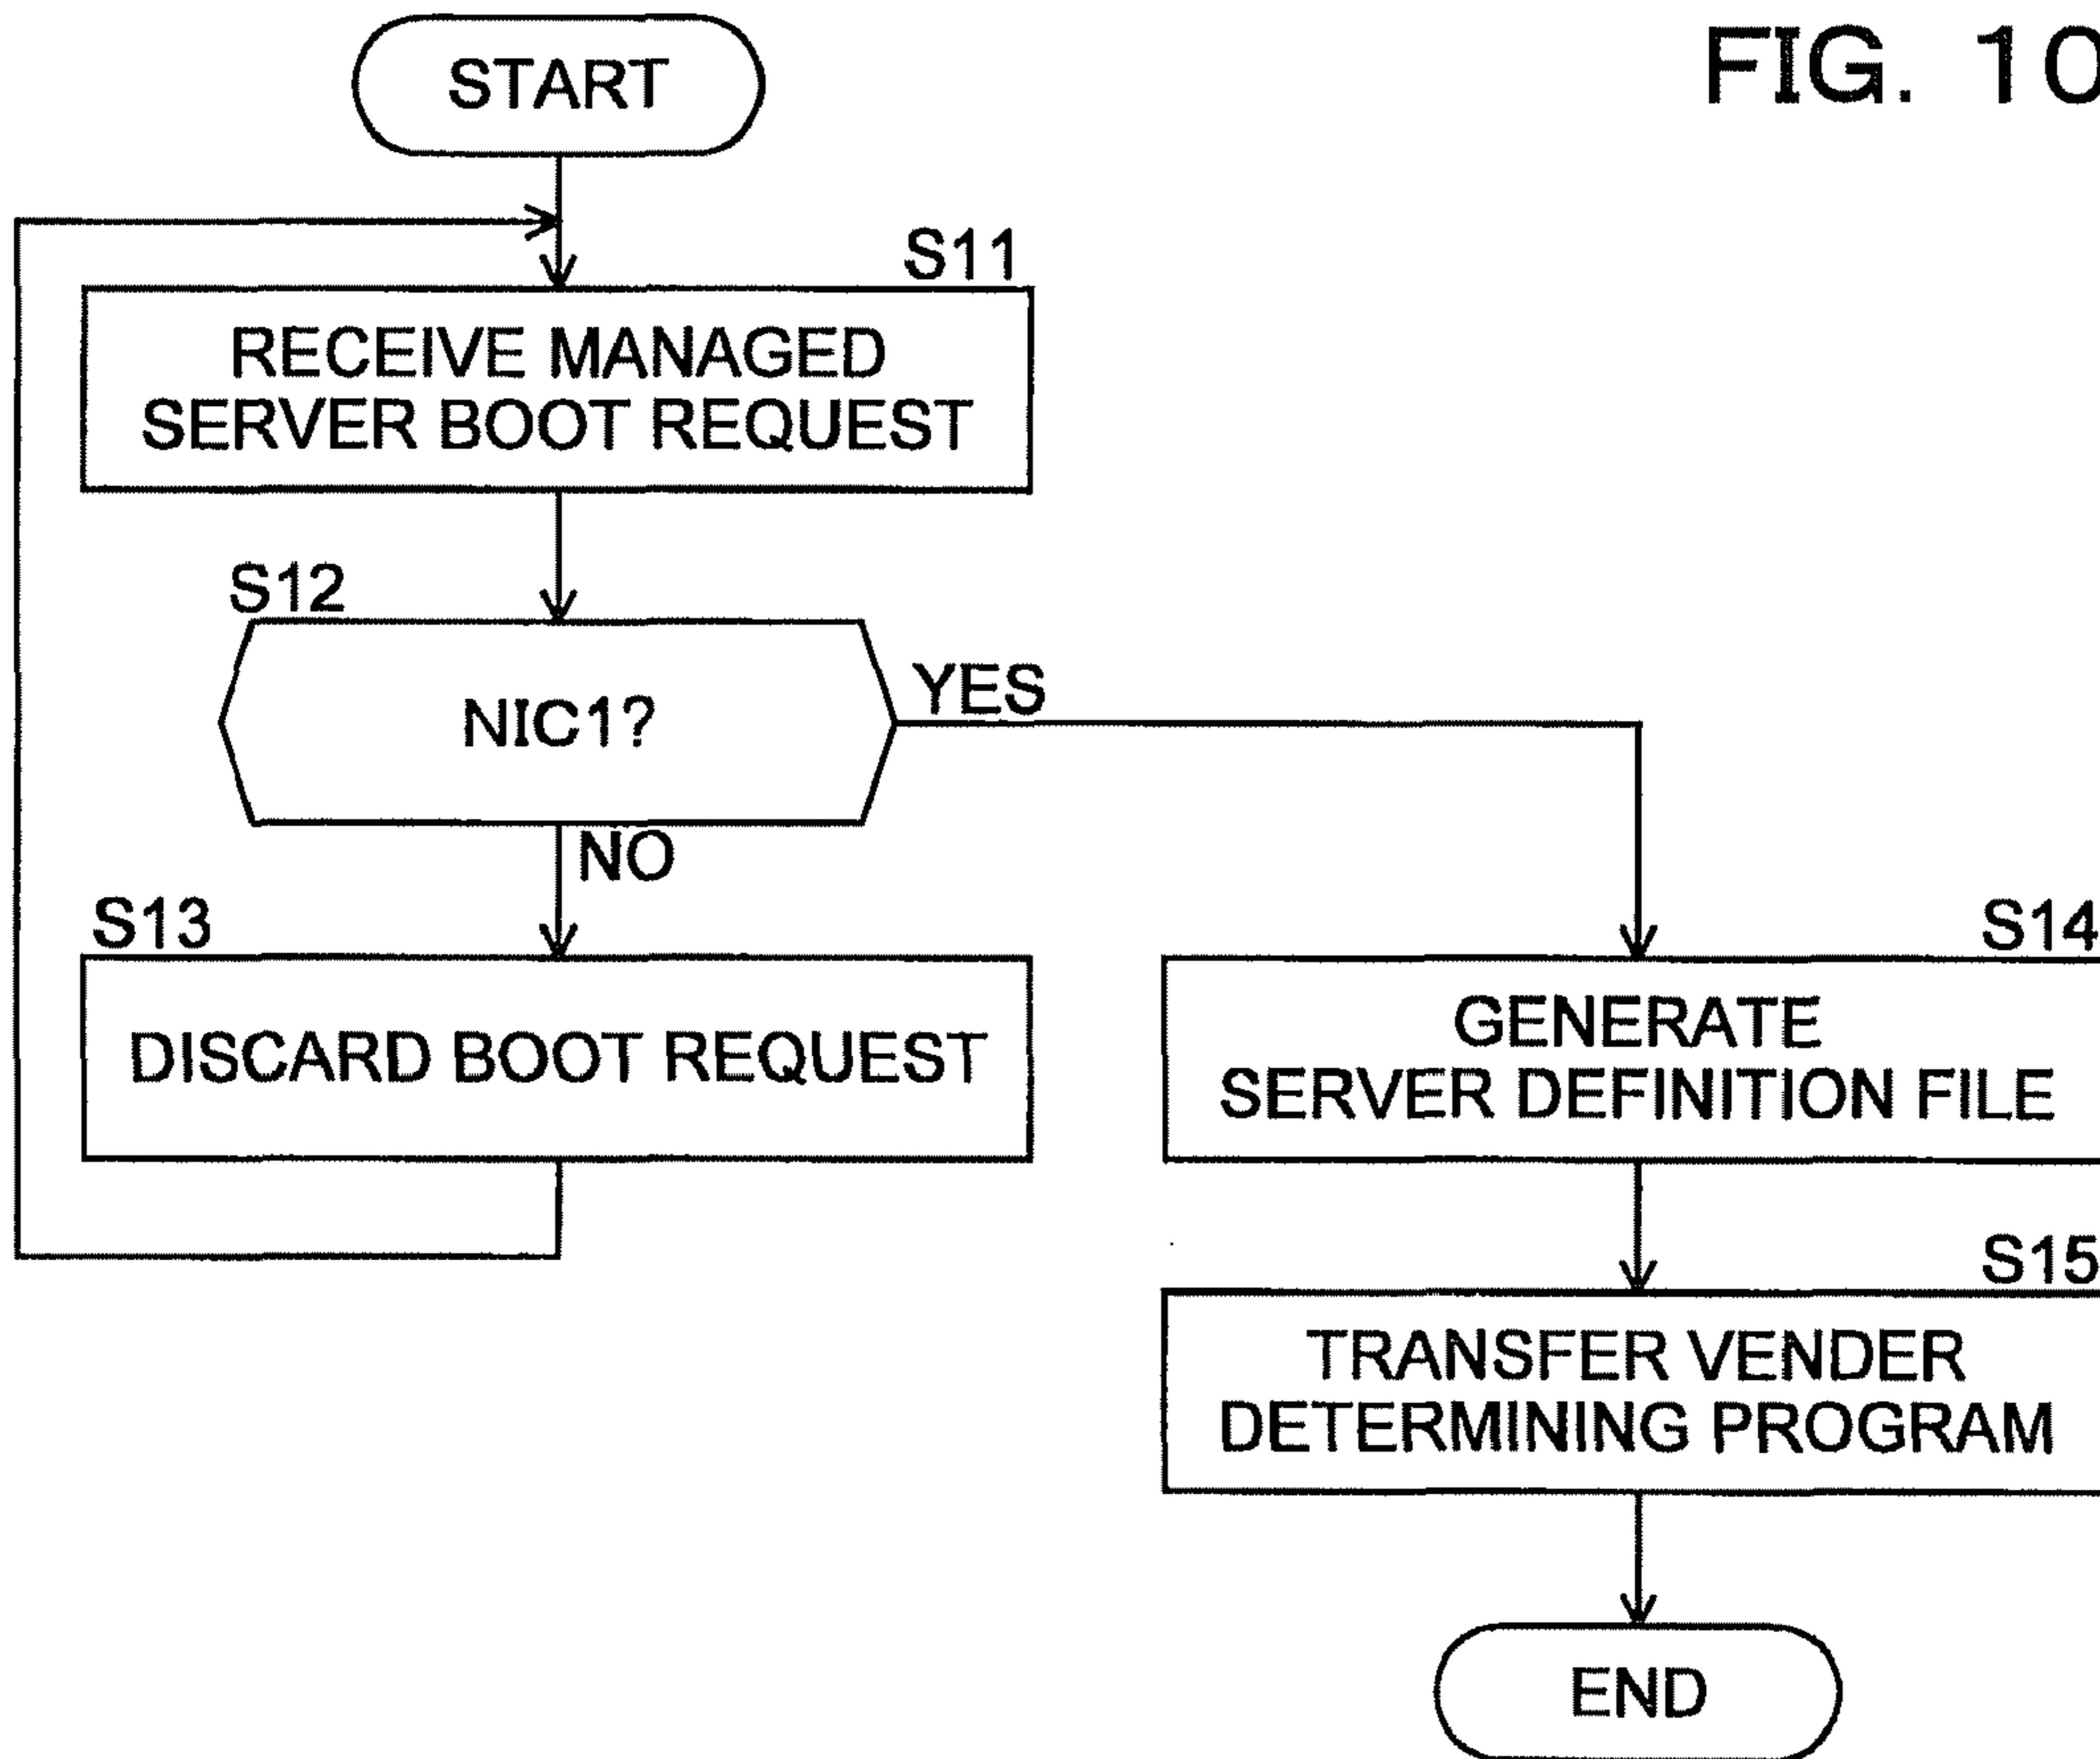 FIG. 10
START
S11
RECEIVE MANAGED
SERVER BOOT REQUEST
S12
NIC1?
YES
NO
S13
DISCARD BOOT REQUEST
S14
GENERATE
SERVER DEFINITION FILE
S15
TRANSFER VENDER
DETERMINING PROGRAM
END